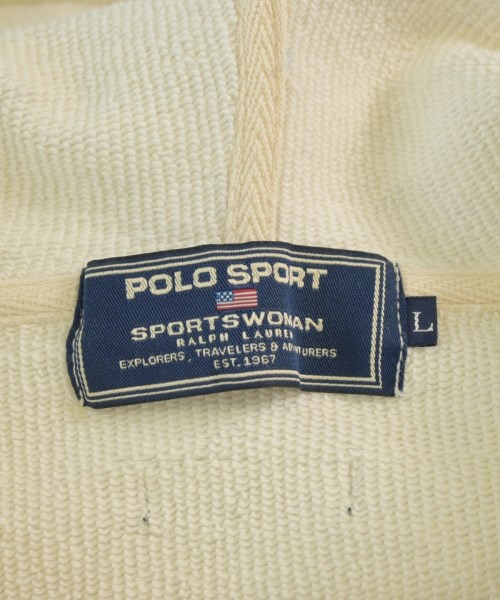 POLO SPORT
SPORTSWOMAN
RALPH LAUREN
EXPLORERS, TRAVELERS & ADVENTURERS
EST. 1967
L